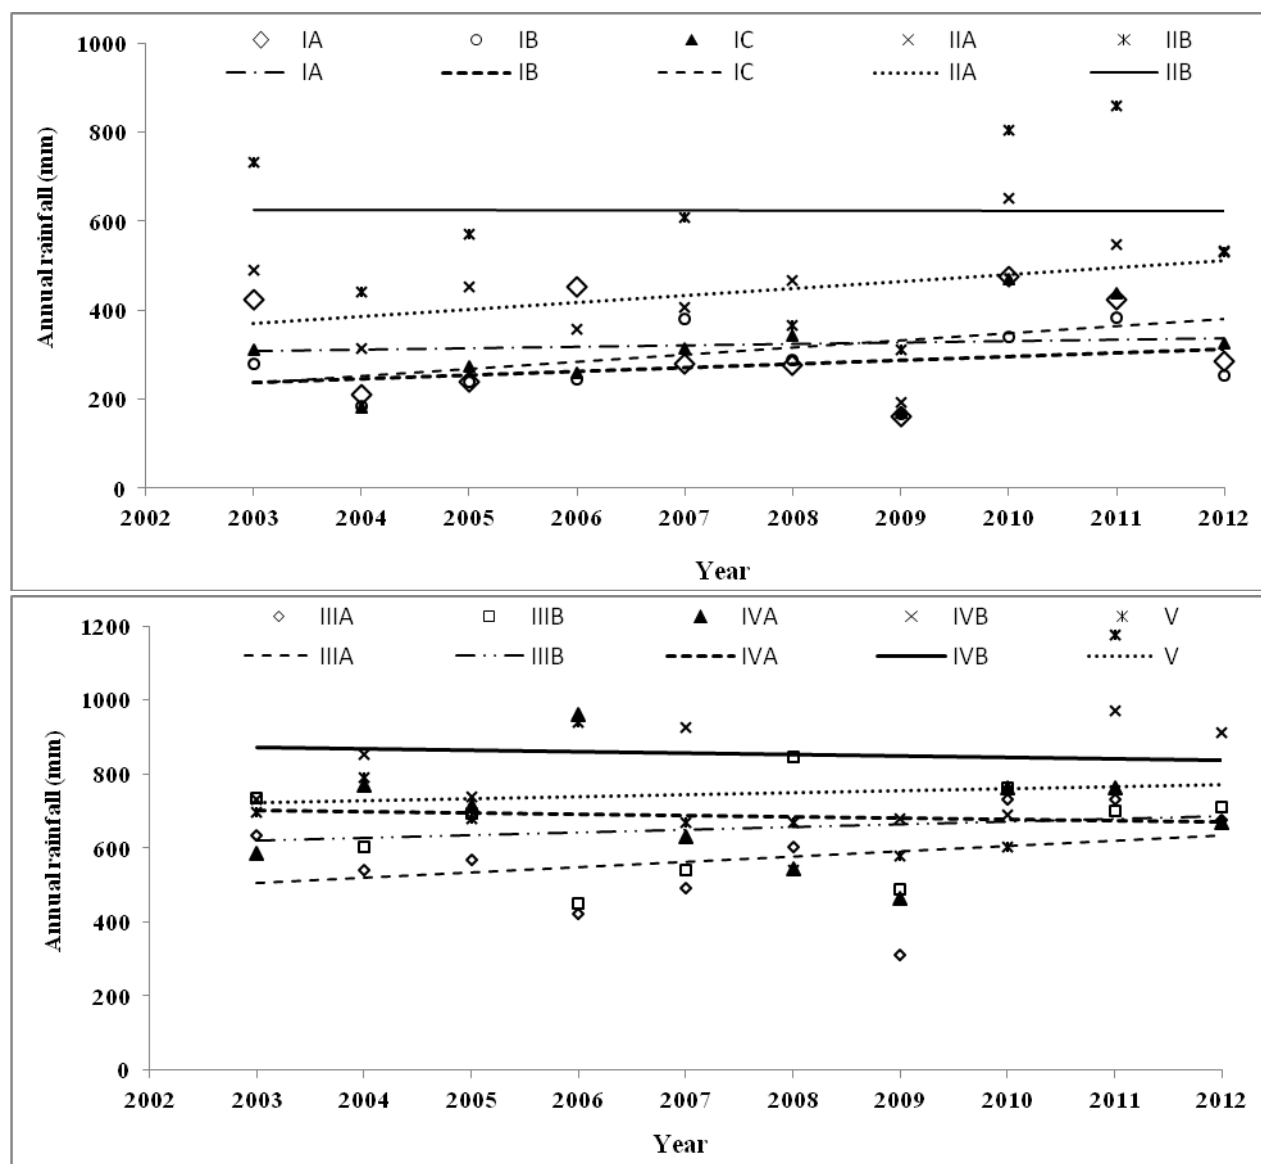 IA IB IC IIA IIB
IA IB IC IIA IIB
1000
800
600
400
200
0
Annual rainfall (mm)
2002 2003 2004 2005 2006 2007 2008 2009 2010 2011 2012
Year
IIIA IIIB IVA IVB V
IIIA IIIB IVA IVB V
1200
1000
800
600
400
200
0
Annual rainfall (mm)
2002 2003 2004 2005 2006 2007 2008 2009 2010 2011 2012
Year